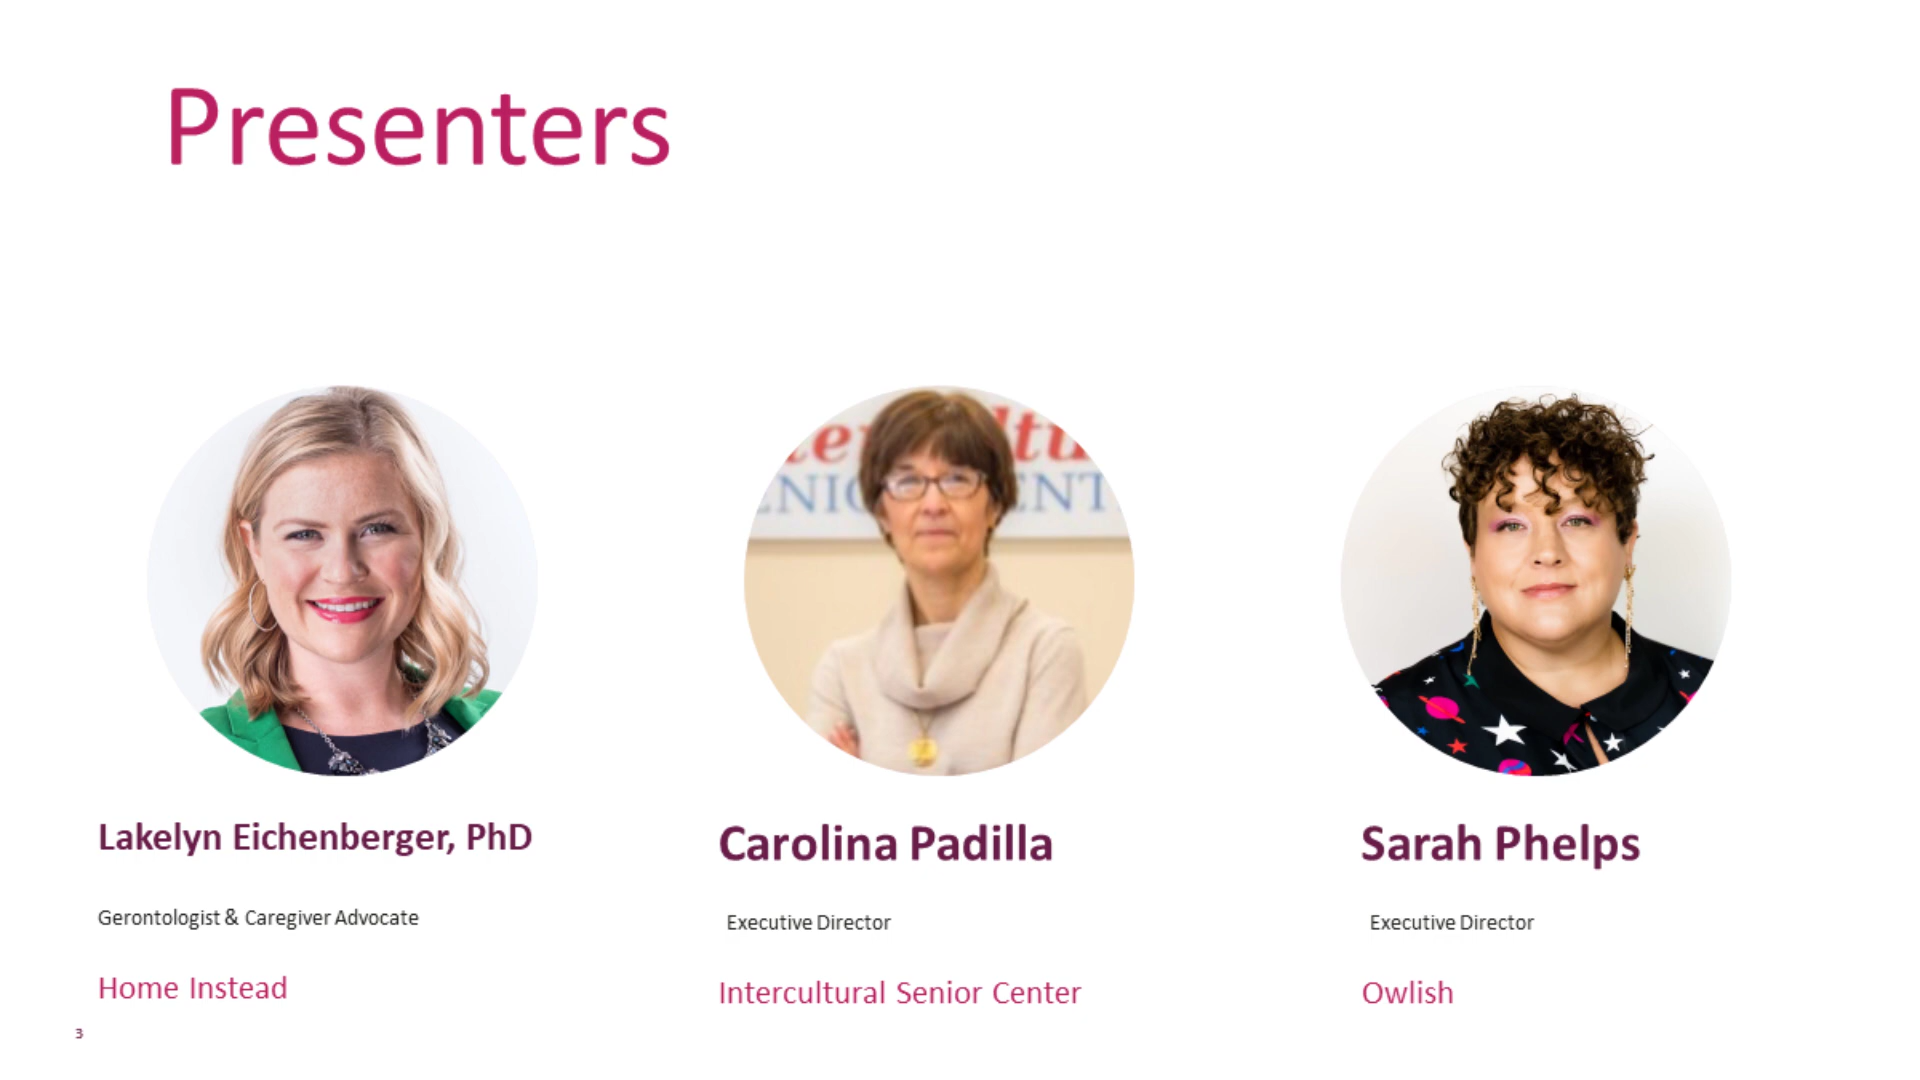 Presenters
Lakelyn Eichenberger, PhD
Gerontologist & Caregiver Advocate
Home Instead
Carolina Padilla
Executive Director
Intercultural Senior Center
Sarah Phelps
Executive Director
Owlish
3